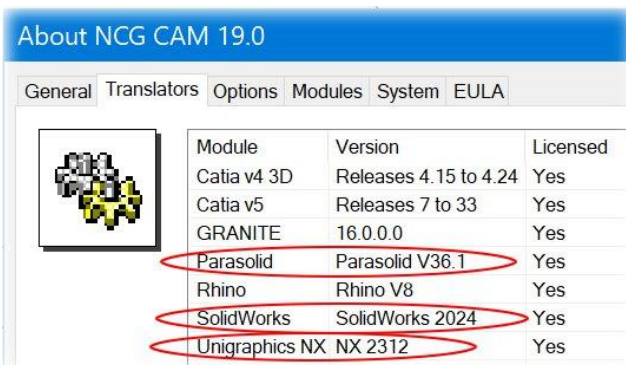 About NCG CAM 19.0
General Translators Options Modules System EULA
Module Version Licensed
Catia v4 3D Releases 4.15 to 4.24 Yes
Catia v5 Releases 7 to 33 Yes
GRANITE 16.0.0.0 Yes
Parasolid Parasolid V36.1 Yes
Rhino Rhino V8 Yes
SolidWorks SolidWorks 2024 Yes
Unigraphics NX NX 2312 Yes